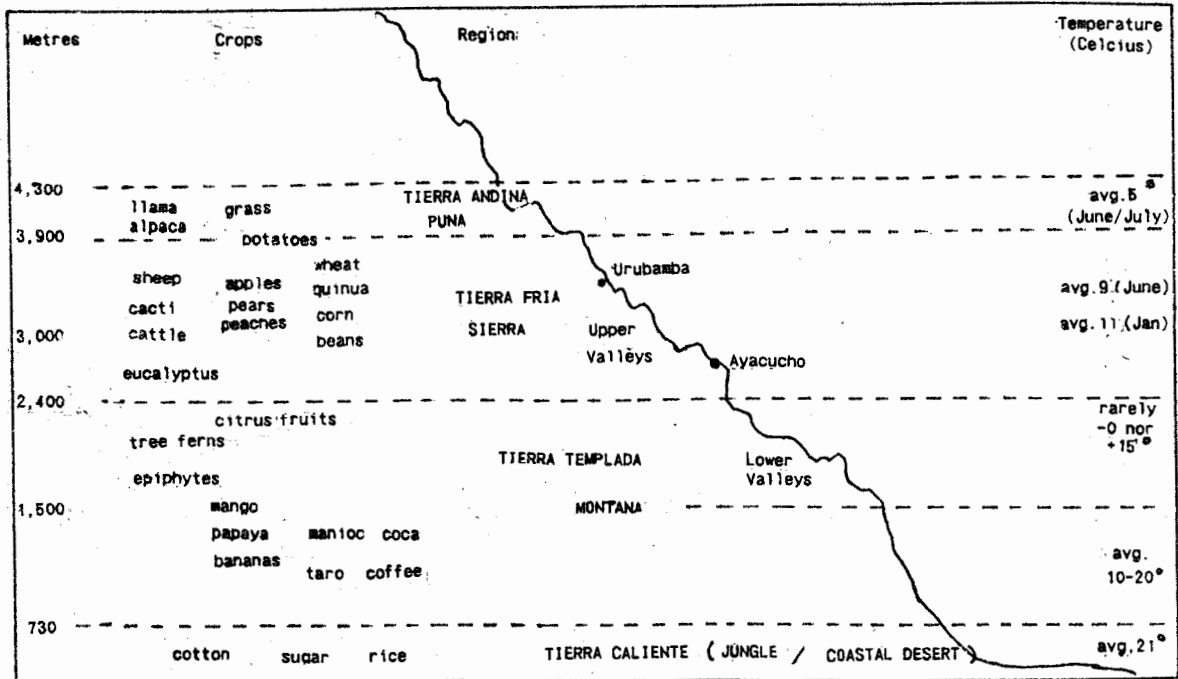 Metres Crops Region: Temperature
(Celcius)
4,300
TIERRA ANDINA
llama grass avg.5°
alpaca PUNA (June/July)
3,900
potatoes
wheat
sheep apples quinua Urubamba
TIERRA FRIA avg.9 (June)
cacti pears corn
peaches
3,000 cattle beans SIERRA Upper avg.11 (Jan)
Valleys Ayacucho
eucalyptus
2,400
citrus fruits rarely
tree ferns -0 nor
+15°
TIERRA TEMPLADA Lower
epiphytes Valleys
1,500 mango MONTANA
papaya manioc coca
bananas avg.
taro coffee 10-20°
730
cotton sugar rice TIERRA CALIENTE (JUNGLE / COASTAL DESERT) avg.21°